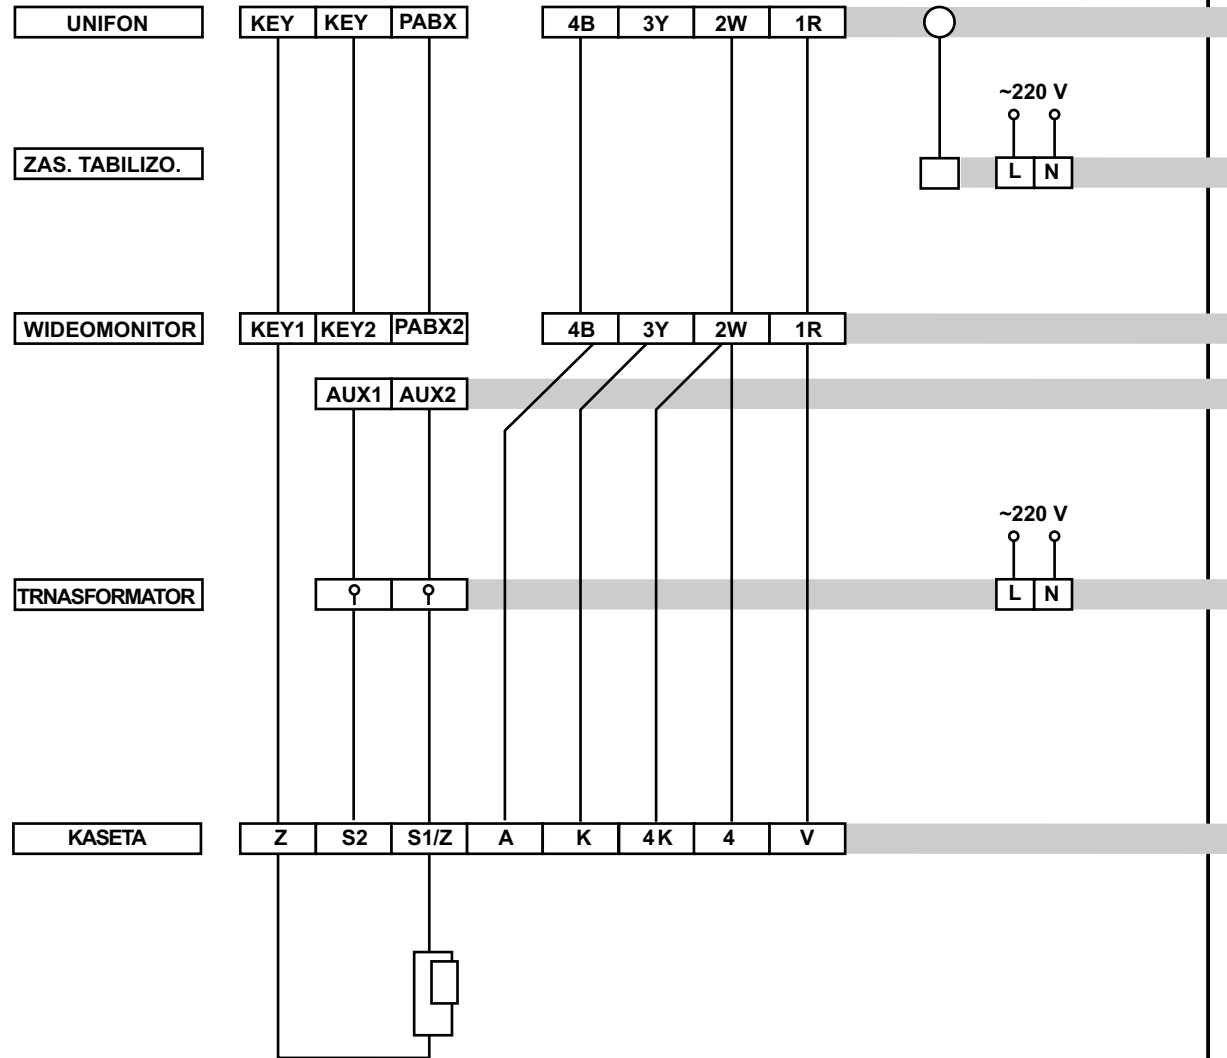 UNIFON KEY KEY PABX 4B 3Y 2W 1R
~220 V
ZAS. TABILIZO. L N
WIDEOMONITOR KEY1 KEY2 PABX2 4B 3Y 2W 1R
AUX1 AUX2
~220 V
TRNASFORMATOR L N
KASETA Z S2 S1/Z A K 4K 4 V